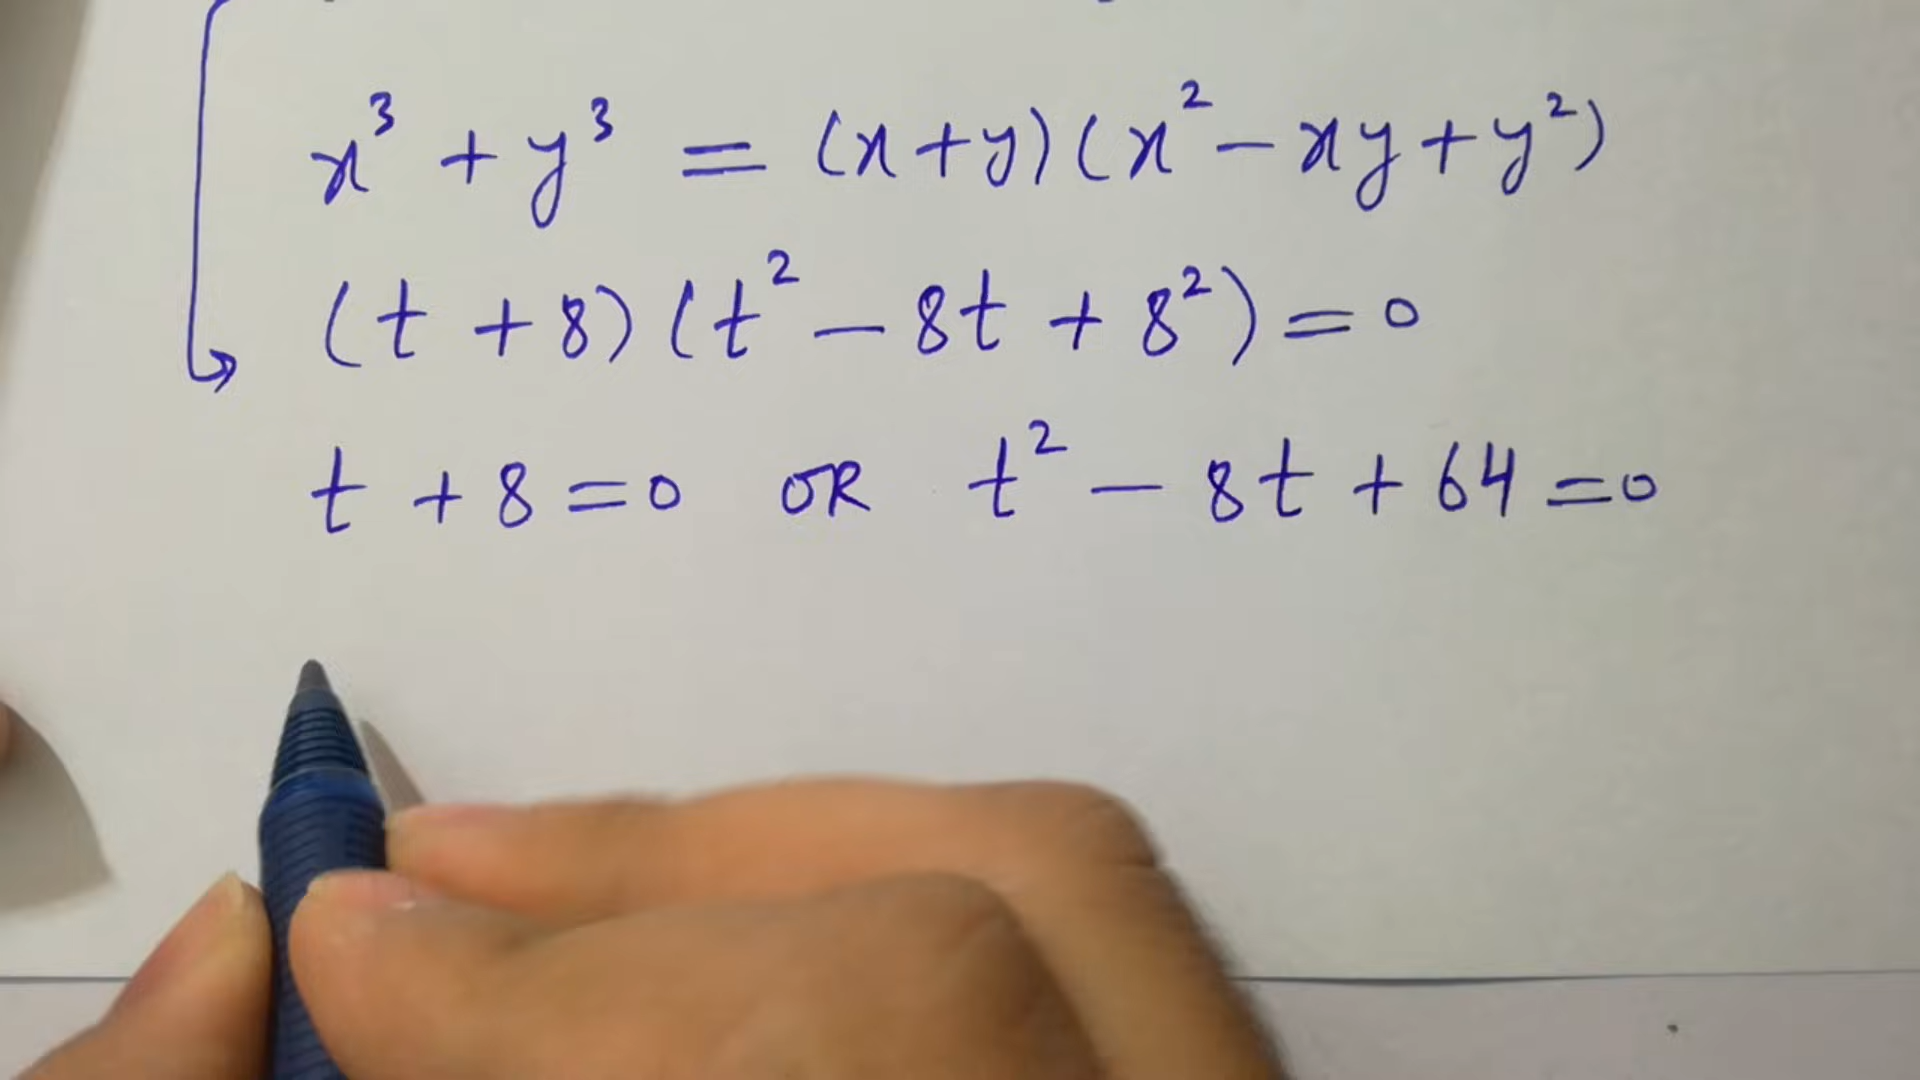 x³ + y³ = (x+y)(x² - xy + y²)
(t + 8)(t² - 8t + 8²) = 0
t + 8 = 0 OR t² - 8t + 64 = 0